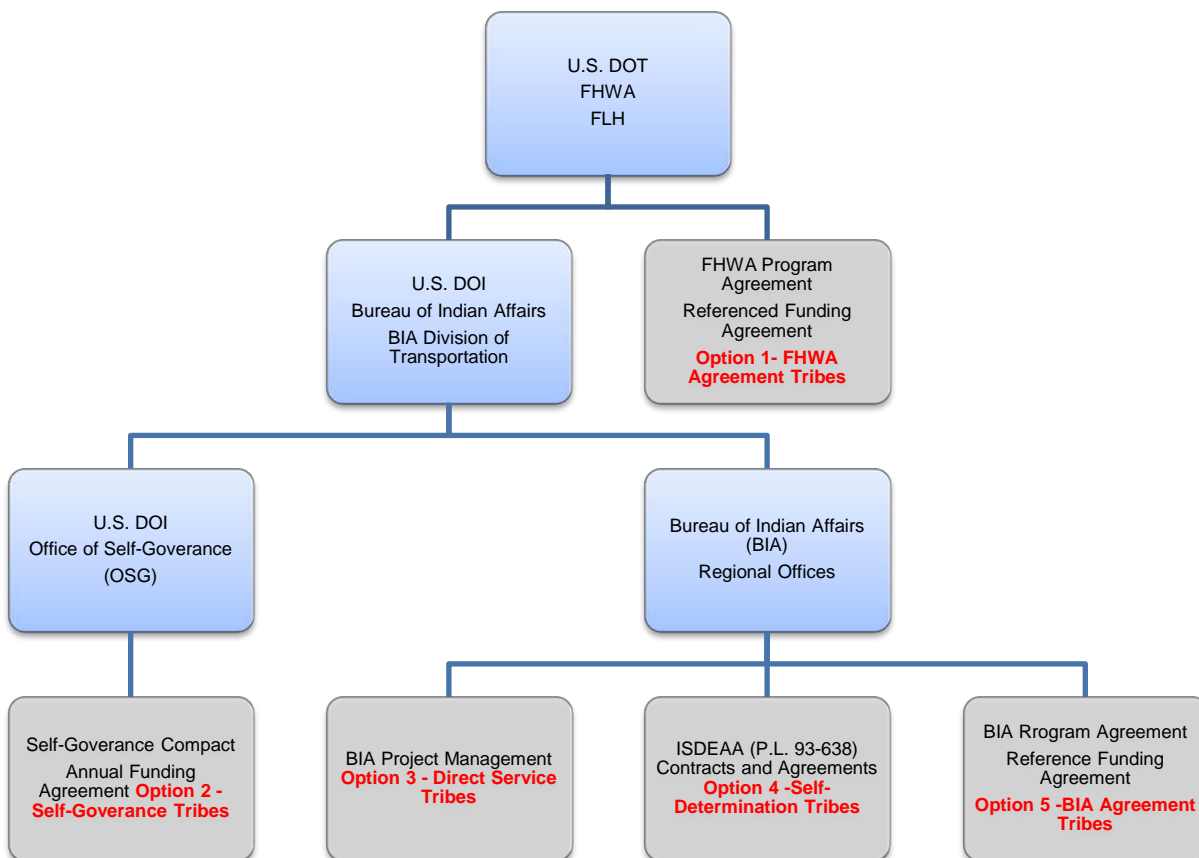 U.S. DOT
FHWA
FLH
U.S. DOI
Bureau of Indian Affairs
BIA Division of
Transportation
FHWA Program
Agreement
Referenced Funding
Agreement
Option 1- FHWA
Agreement Tribes
U.S. DOI
Office of Self-Goverance
(OSG)
Bureau of Indian Affairs
(BIA)
Regional Offices
Self-Goverance Compact
Annual Funding
Agreement Option 2 -
Self-Goverance Tribes
BIA Project Management
Option 3 - Direct Service
Tribes
ISDEAA (P.L. 93-638)
Contracts and Agreements
Option 4 -Self-
Determination Tribes
BIA Rrogram Agreement
Reference Funding
Agreement
Option 5 -BIA Agreement
Tribes